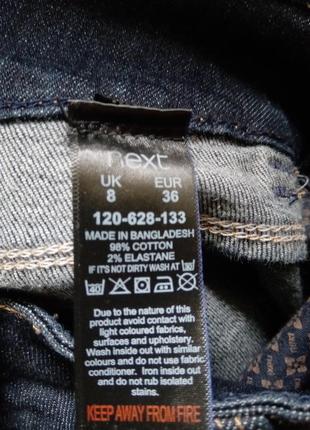 next
UK EUR
8 36
120-628-133
MADE IN BANGLADESH
98% COTTON
2% ELASTANE
IF IT'S NOT DIRTY WASH AT 30°
30
Due to the nature of this
product avoid contact with
light coloured fabrics,
surfaces and upholstery.
Wash inside out with similar
colours and do not use fabric
conditioner. Iron inside out
and do not rub isolated
stains.
KEEP AWAY FROM FIRE